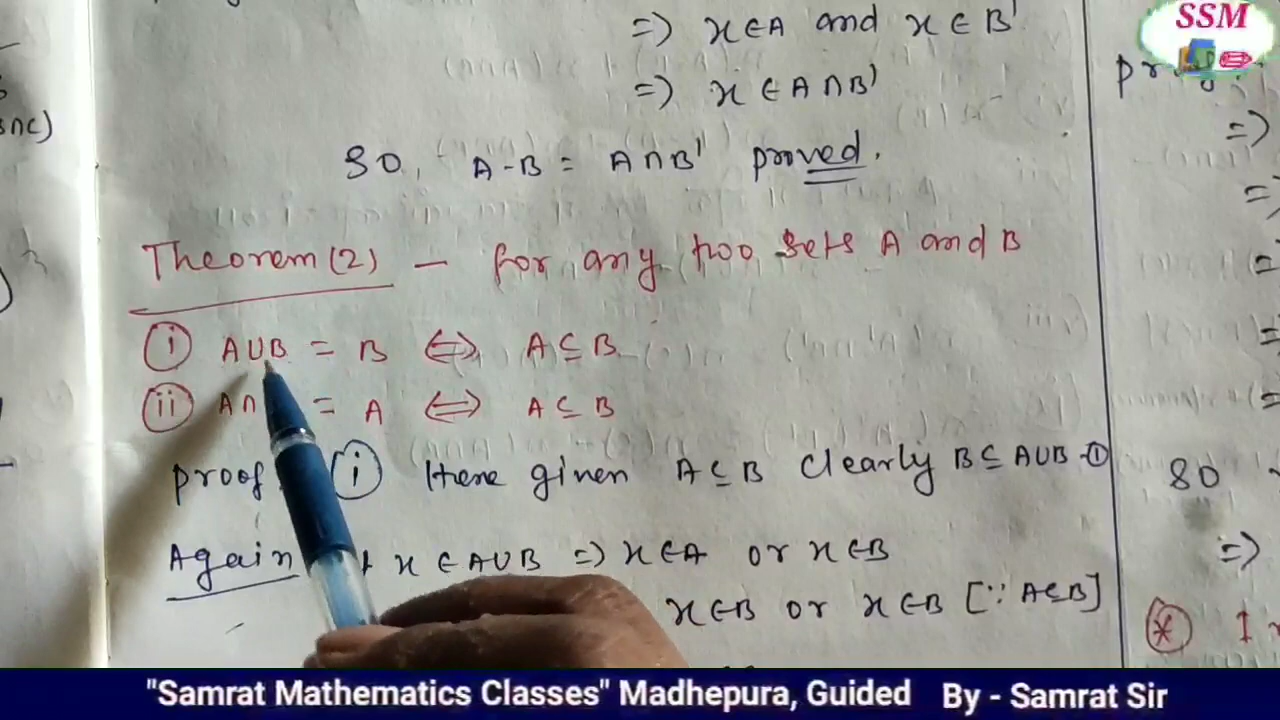 => x∈A and x∈B'
=> x∈A∩B'
SO, A-B = A∩B' proved.
Theorem (2) - for any two sets A and B
(i) A∪B = B ⇔ A⊆B
(ii) A∩ = A ⇔ A⊆B
proof (i) Here given A⊆B Clearly B⊆A∪B -①
Again x∈A∪B => x∈A or x∈B
x∈B or x∈B [∵ A⊆B]
SNC)
=>
=>
SO
=>
(*)
SSM
"Samrat Mathematics Classes" Madhepura, Guided By - Samrat Sir